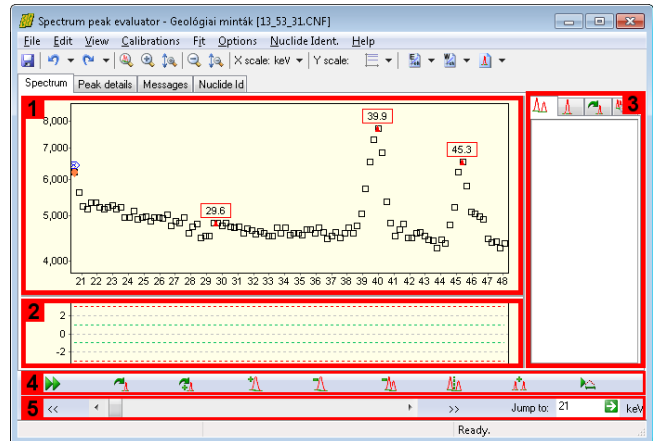 Spectrum peak evaluator - Geológiai minták [13_53_31.CNF]
File Edit View Calibrations Fit Options Nuclide Ident. Help
X scale: keV Y scale:
Spectrum Peak details Messages Nuclide Id
1
3
39.9
45.3
29.6
8,000
7,000
6,000
5,000
4,000
21 22 23 24 25 26 27 28 29 30 31 32 33 34 35 36 37 38 39 40 41 42 43 44 45 46 47 48
2
2
0
-2
4
5 << >> Jump to: 21 keV
Ready.